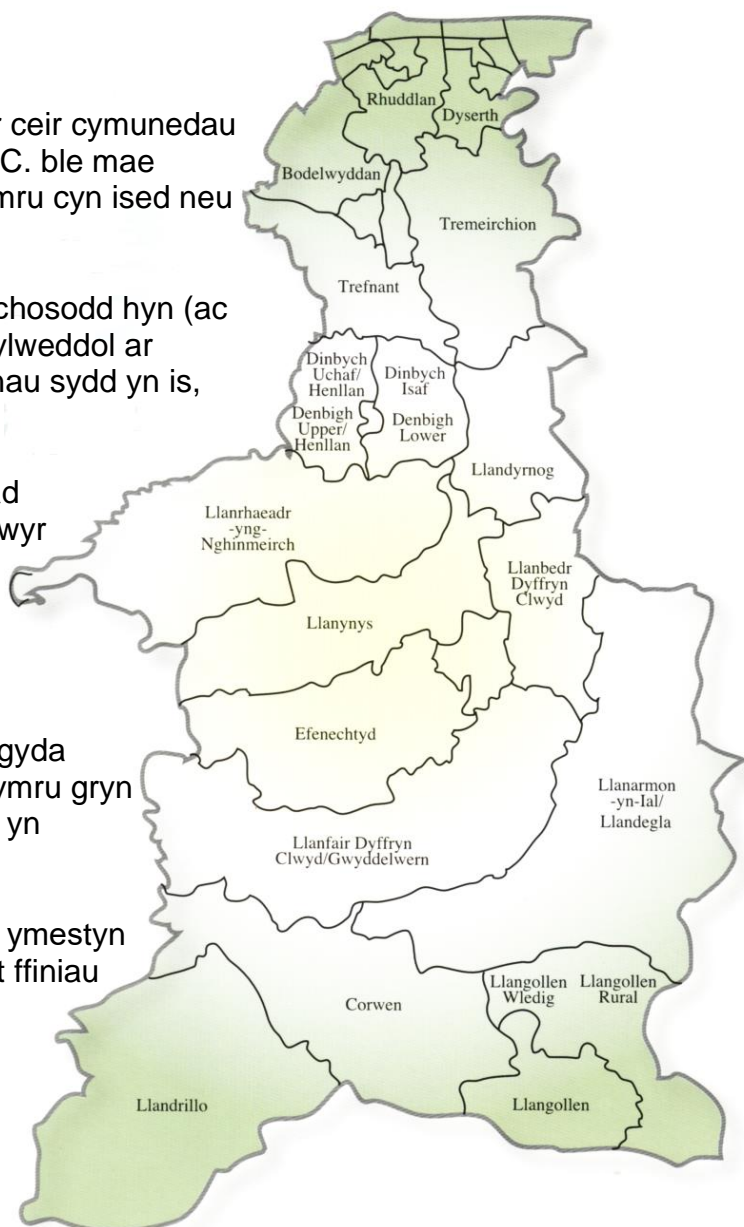 r ceir cymunedau
C. ble mae
mru cyn ised neu
chosodd hyn (ac
ylweddol ar
nau sydd yn is,
d
wyr
gyda
ymru gryn
yn
ymestyn
t ffiniau
Rhuddlan
Dyserth
Bodelwyddan
Tremeirchion
Trefnant
Dinbych
Uchaf/
Henllan
Denbigh
Upper/
Henllan
Dinbych
Isaf
Denbigh
Lower
Llandyrnog
Llanrhaeadr
-yng-
Nghinmeirch
Llanbedr
Dyffryn
Clwyd
Llanynys
Efenechtyd
Llanarmon
-yn-Ial/
Llandegla
Llanfair Dyffryn
Clwyd/Gwyddelwern
Corwen
Llangollen
Wledig
Llangollen
Rural
Llandrillo
Llangollen